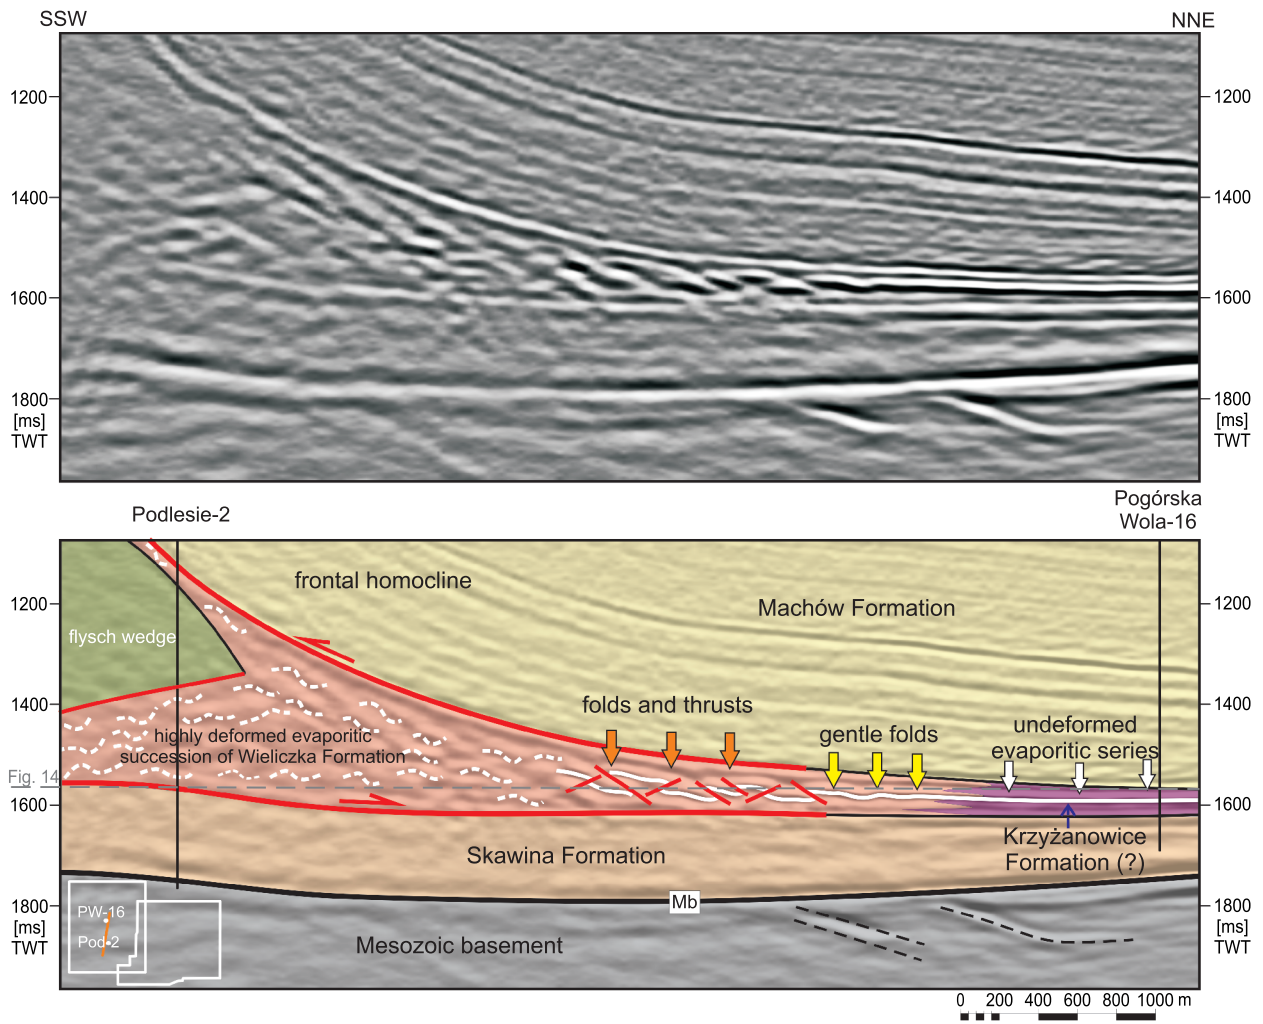 SSW
NNE
1200
1200
1400
1400
1600
1600
1800
1800
[ms]
[ms]
TWT
TWT
Podlesie-2
Pogórska
Wola-16
frontal homocline
Machów Formation
1200
1200
flysch wedge
1400
1400
folds and thrusts
gentle folds
undeformed
evaporitic series
highly deformed evaporitic
succession of Wieliczka Formation
Fig. 14
1600
1600
Krzyżanowice
Formation (?)
Skawina Formation
Mb
1800
1800
[ms]
[ms]
TWT
TWT
PW-16
Pod-2
Mesozoic basement
0 200 400 600 800 1000 m